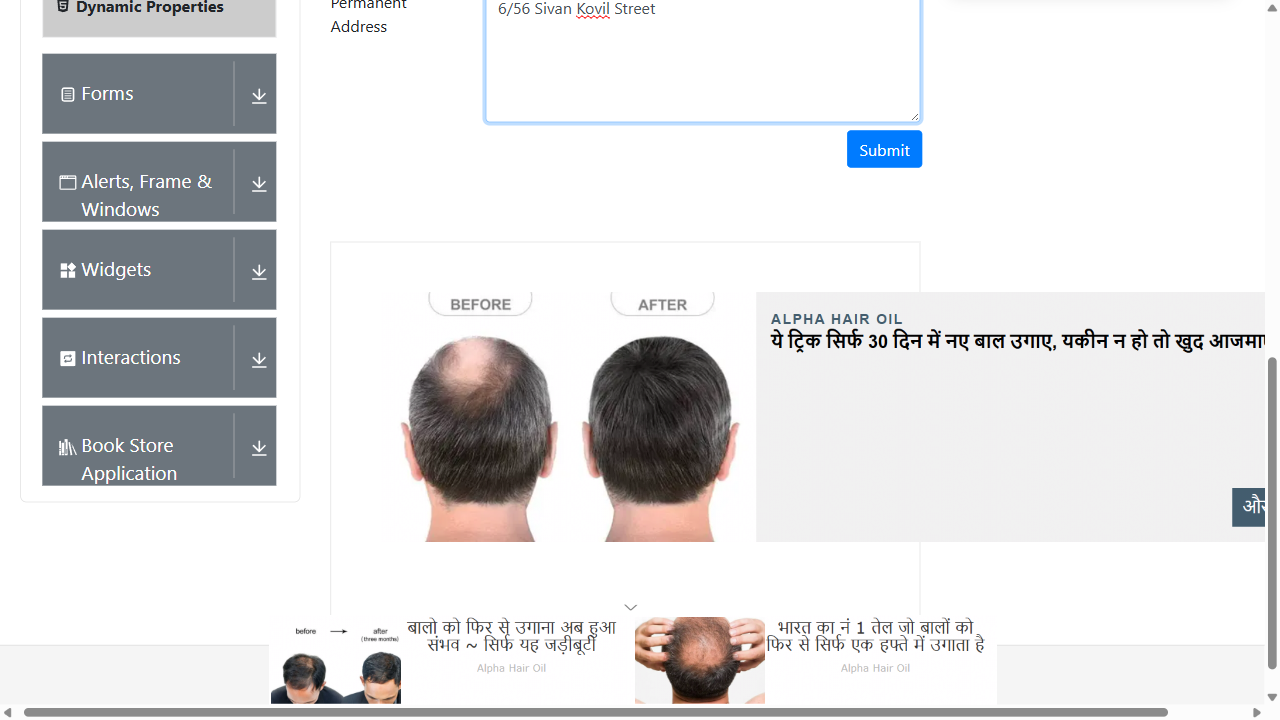 Dynamic Properties
Forms
Alerts, Frame &
Windows
Widgets
Interactions
Book Store
Application
Permanent
Address
6/56 Sivan Kovil Street
Submit
BEFORE
AFTER
ALPHA HAIR OIL
ये ट्रिक सिर्फ 30 दिन में नए बाल उगाए, यकीन न हो तो खुद
before
after
(three months)
बालों को फिर से उगाना अब हुआ
संभव ~ सिर्फ यह जड़ीबूटी
Alpha Hair Oil
भारत का नं 1 तेल जो बालों को
फिर से सिर्फ एक हफ्ते में उगाता है
Alpha Hair Oil